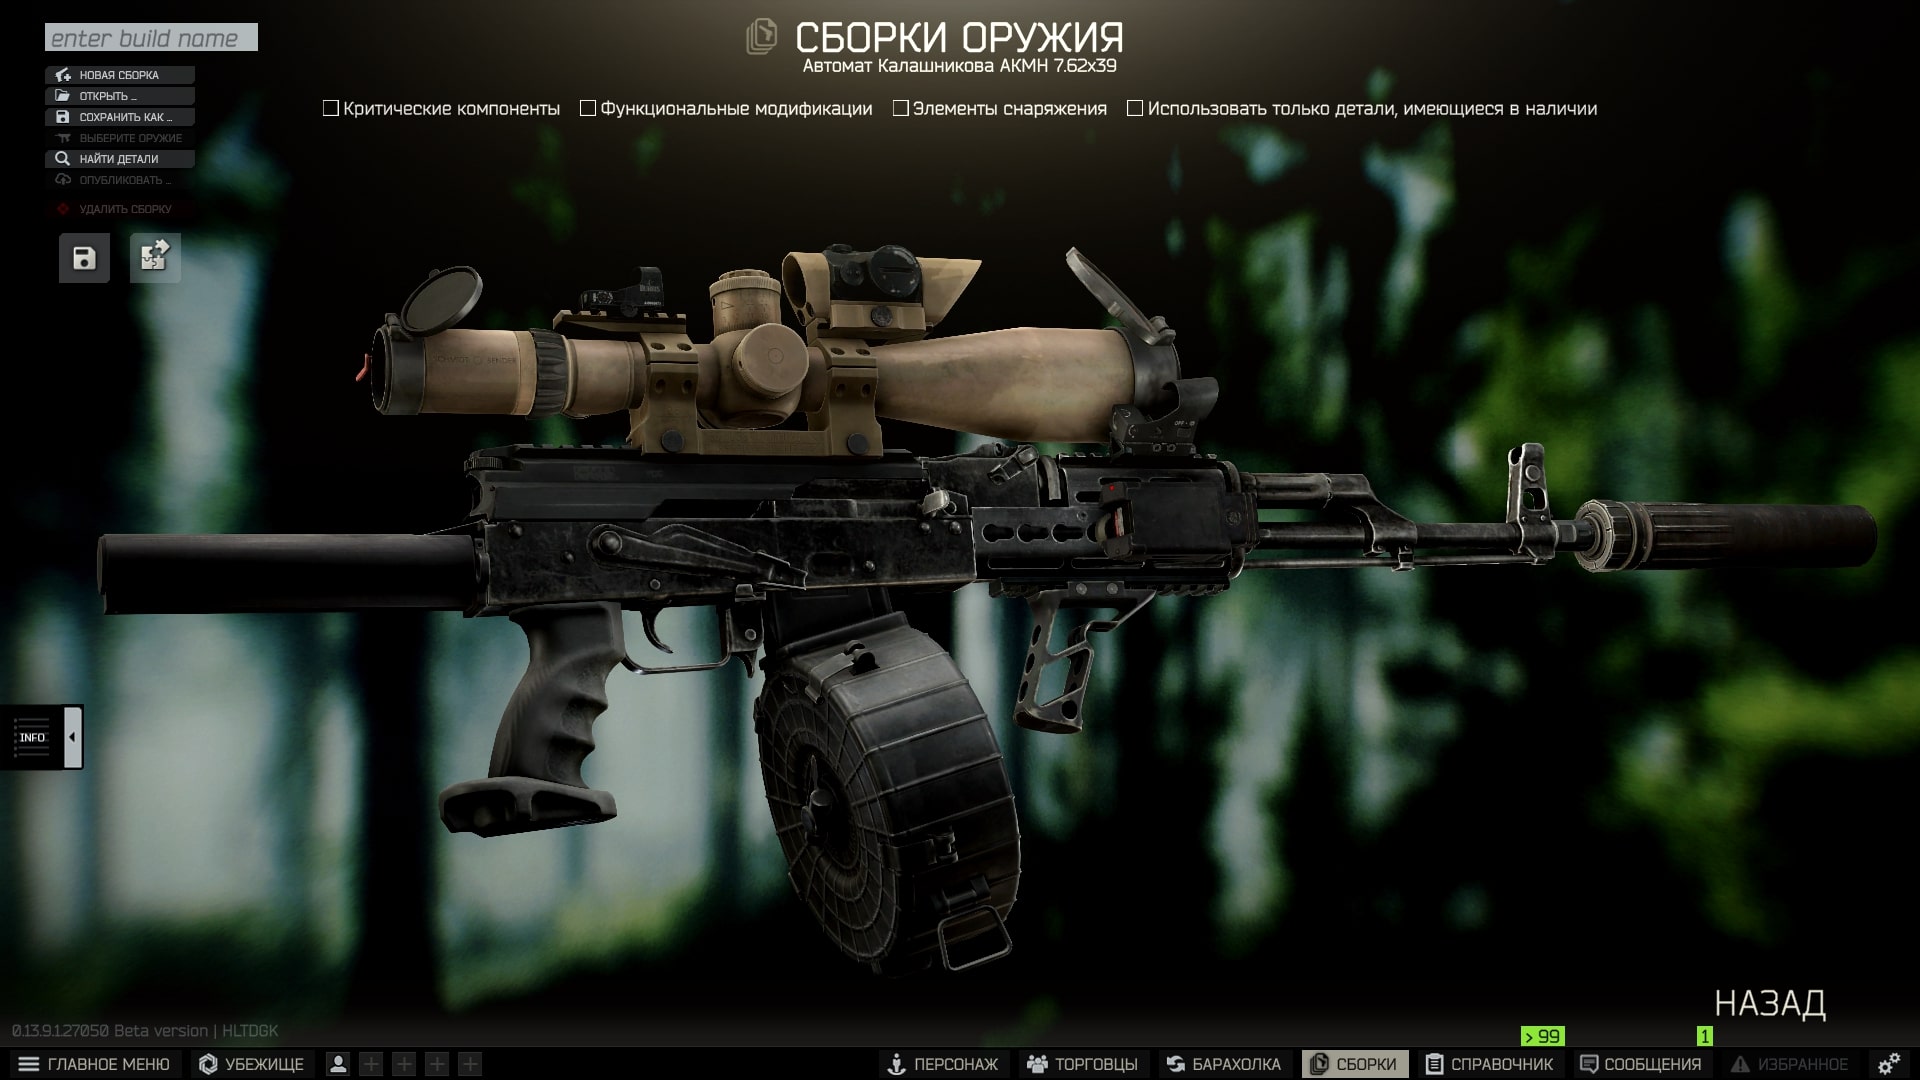 enter build name
СБОРКИ ОРУЖИЯ
Автомат Калашникова АКМН 7.62x39
НОВАЯ СБОРКА
ОТКРЫТЬ ...
СОХРАНИТЬ КАК ...
ВЫБЕРИТЕ ОРУЖИЕ
НАЙТИ ДЕТАЛИ
ОПУБЛИКОВАТЬ ...
УДАЛИТЬ СБОРКУ
Критические компоненты
Функциональные модификации
Элементы снаряжения
Использовать только детали, имеющиеся в наличии
SCHMIDT BENDER
INFO
НАЗАД
0.13.9.1.27050 Beta version | HLTDGK
> 99
1
ГЛАВНОЕ МЕНЮ
УБЕЖИЩЕ
ПЕРСОНАЖ
ТОРГОВЦЫ
БАРАХОЛКА
СБОРКИ
СПРАВОЧНИК
СООБЩЕНИЯ
ИЗБРАННОЕ